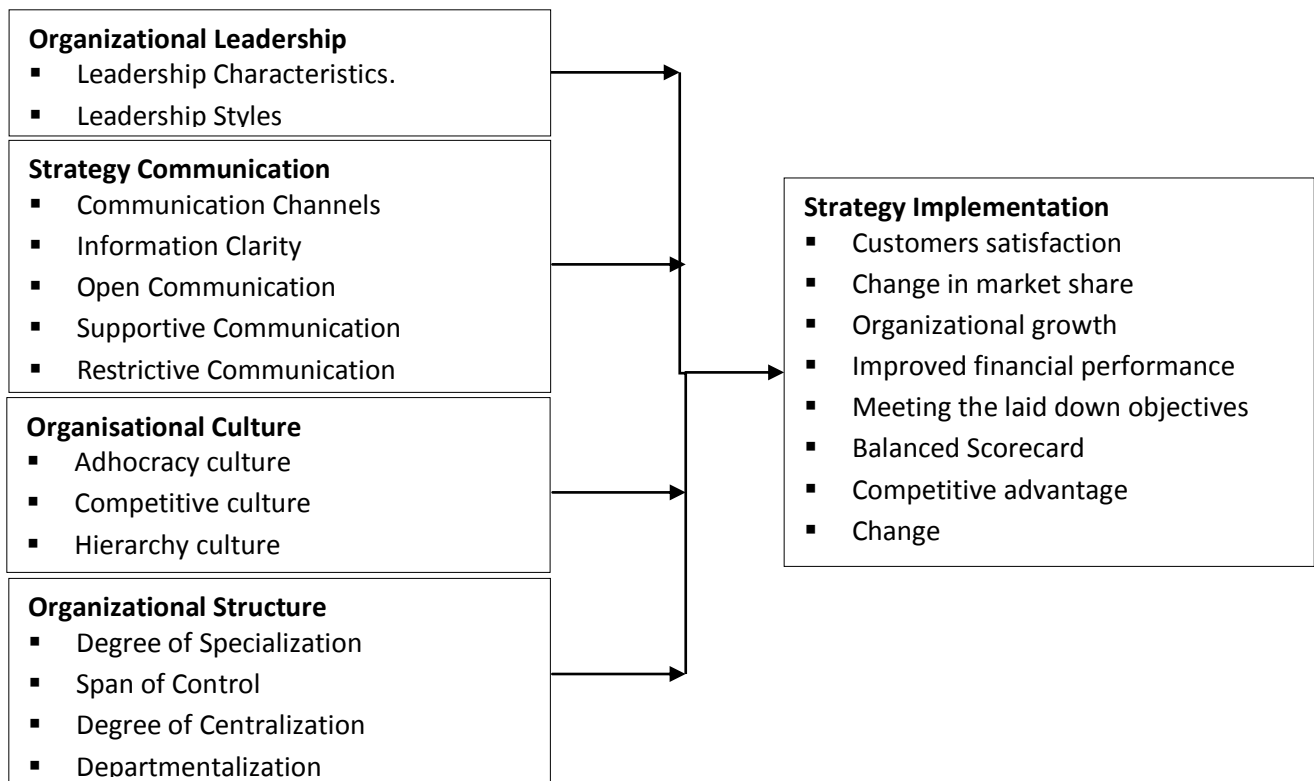 Organizational Leadership
▪ Leadership Characteristics.
▪ Leadership Styles
Strategy Communication
▪ Communication Channels
▪ Information Clarity
▪ Open Communication
▪ Supportive Communication
▪ Restrictive Communication
Organisational Culture
▪ Adhocracy culture
▪ Competitive culture
▪ Hierarchy culture
Organizational Structure
▪ Degree of Specialization
▪ Span of Control
▪ Degree of Centralization
▪ Departmentalization
Strategy Implementation
▪ Customers satisfaction
▪ Change in market share
▪ Organizational growth
▪ Improved financial performance
▪ Meeting the laid down objectives
▪ Balanced Scorecard
▪ Competitive advantage
▪ Change